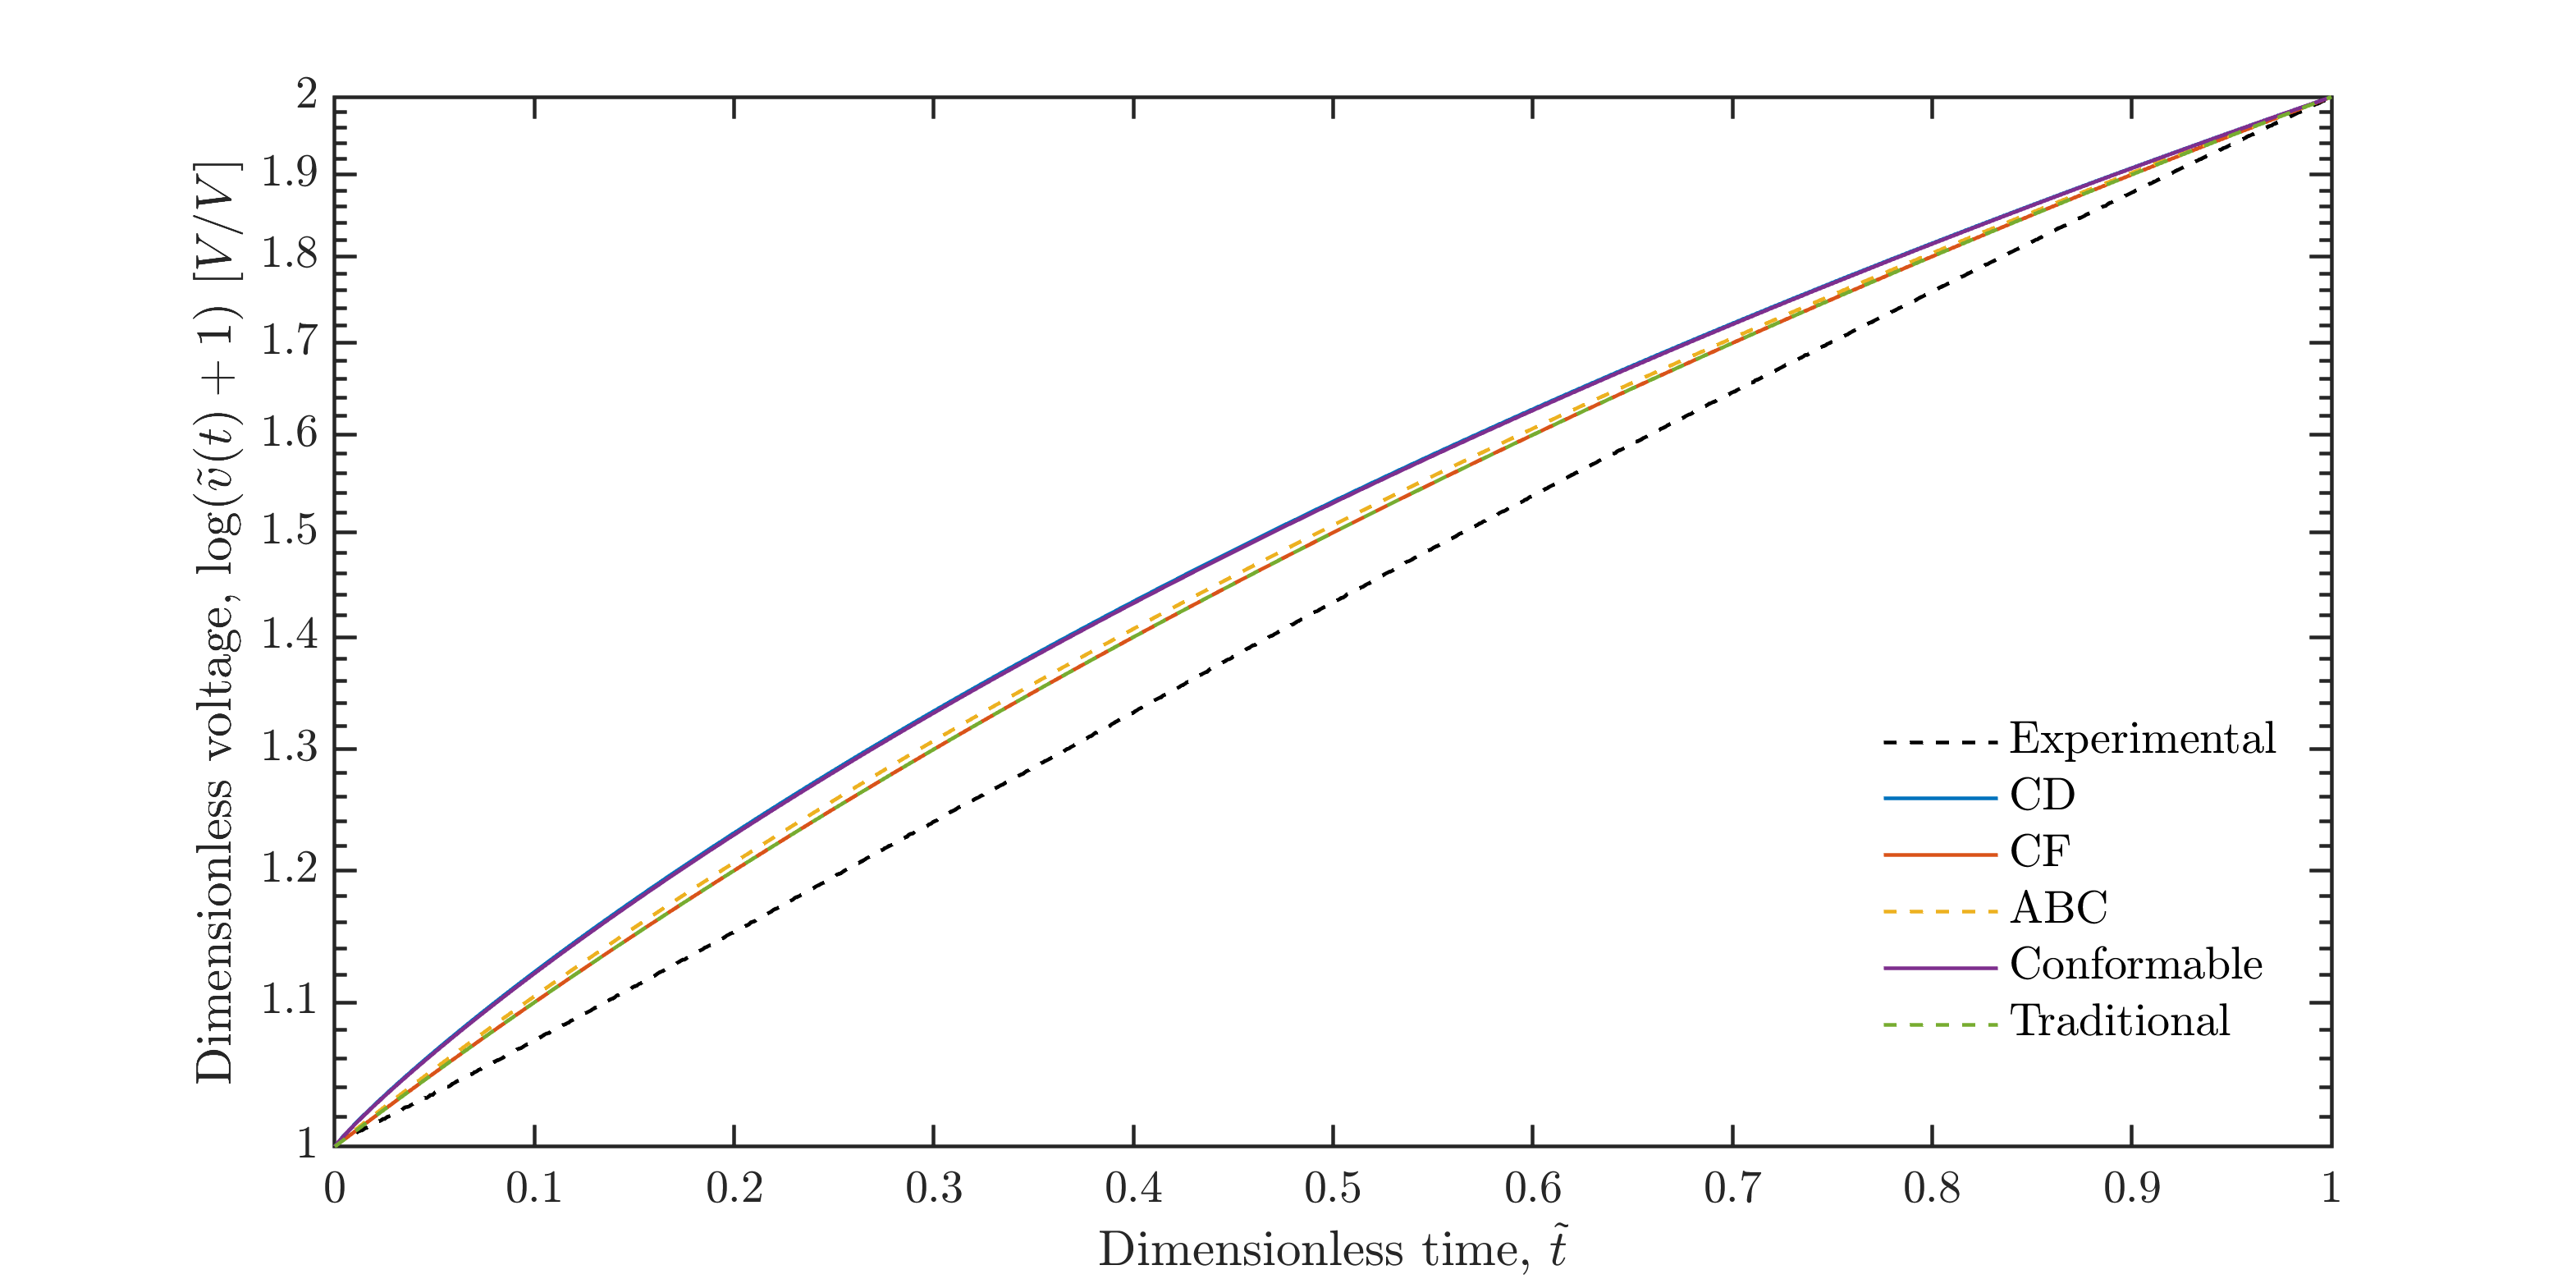 Dimensionless voltage, log(ṽ(t) + 1) [V/V]
2
1.9
1.8
1.7
1.6
1.5
1.4
1.3
1.2
1.1
1
0 0.1 0.2 0.3 0.4 0.5 0.6 0.7 0.8 0.9 1
Dimensionless time, t̃
Experimental
CD
CF
ABC
Conformable
Traditional